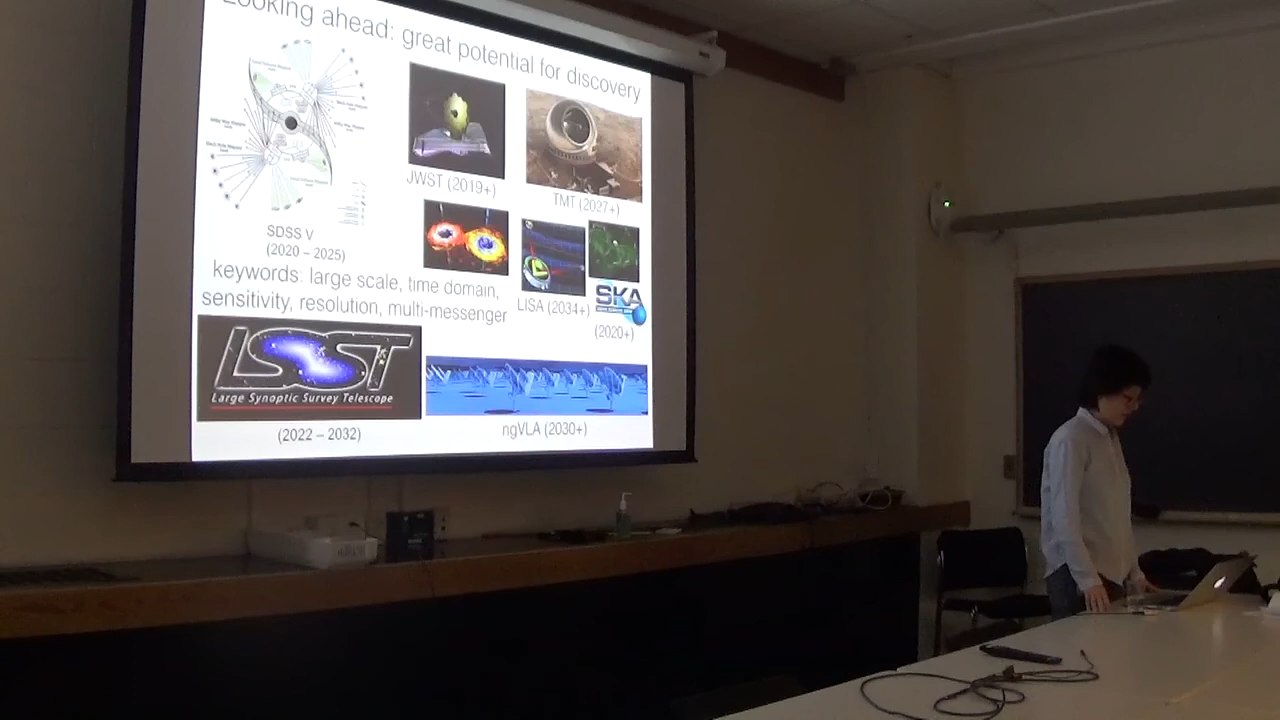 Looking ahead: great potential for discovery
JWST (2019+)
TMT (2027+)
SDSS V
(2020 – 2025)
keywords: large scale, time domain,
sensitivity, resolution, multi-messenger
LISA (2034+)
SKA
(2020+)
LSST
Large Synoptic Survey Telescope
(2022 – 2032)
ngVLA (2030+)